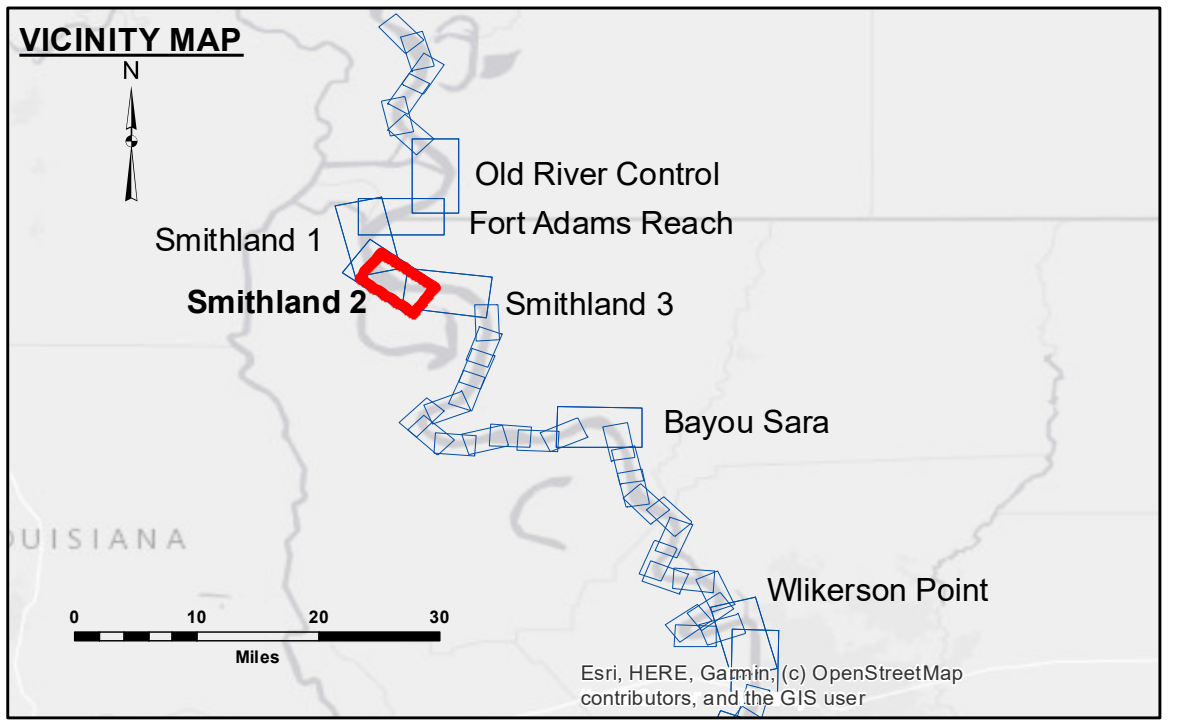 VICINITY MAP
N
Old River Control
Fort Adams Reach
Smithland 1
Smithland 2
Smithland 3
Bayou Sara
OUISIANA
Wlikerson Point
0 10 20 30
Miles
Esri, HERE, Garmin, (c) OpenStreetMap
contributors, and the GIS user